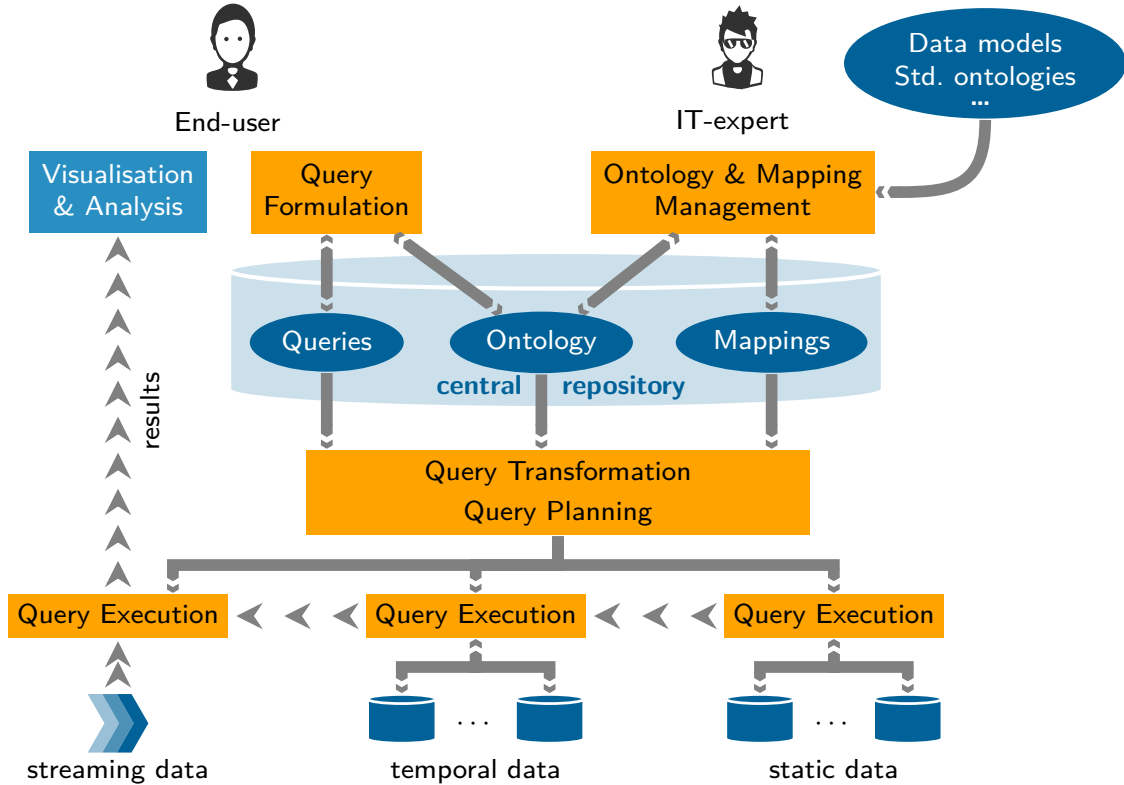 End-user
IT-expert
Data models
Std. ontologies
...
Visualisation
& Analysis
Query
Formulation
Ontology & Mapping
Management
Queries
Ontology
Mappings
central repository
results
Query Transformation
Query Planning
Query Execution
Query Execution
Query Execution
...
...
streaming data
temporal data
static data